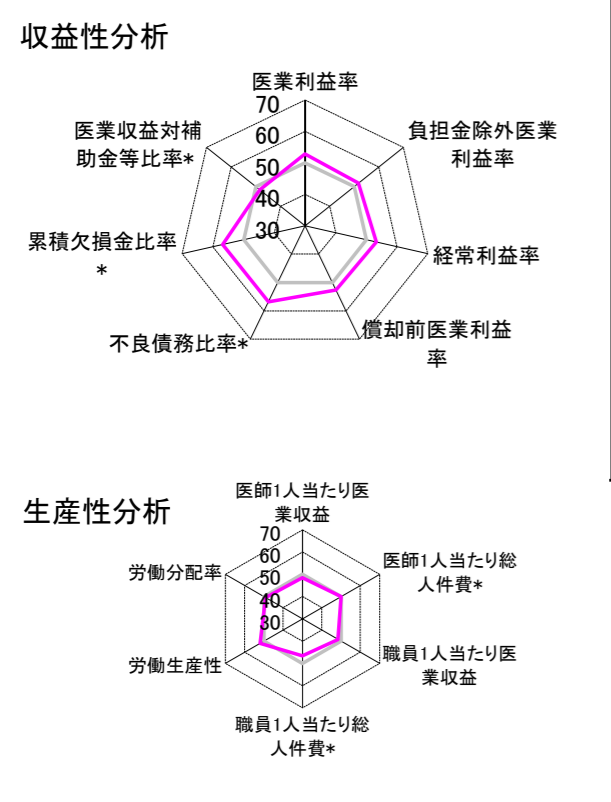 収益性分析
医業利益率
70
60
50
40
30
負担金除外医業
利益率
経常利益率
償却前医業利益
率
不良債務比率*
累積欠損金比率
*
医業収益対補
助金等比率*
生産性分析
医師1人当たり医
業収益
70
60
50
40
30
医師1人当たり総
人件費*
職員1人当たり医
業収益
職員1人当たり総
人件費*
労働生産性
労働分配率